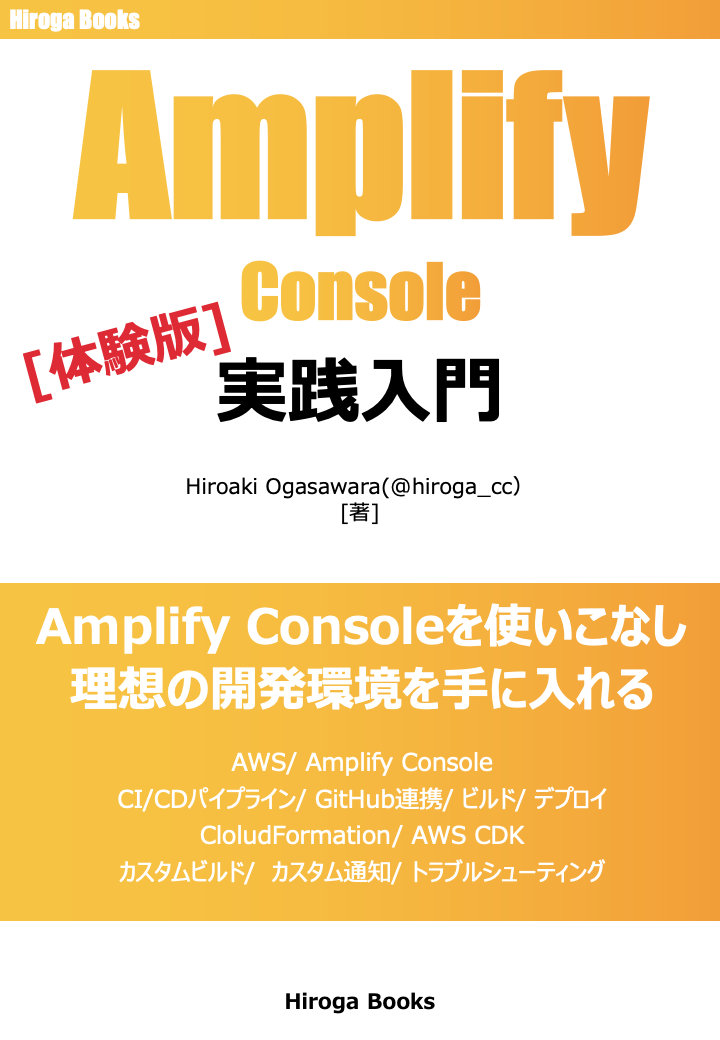 Hiroga Books
Amplify
Console
[体験版]
実践入門
Hiroaki Ogasawara(@hiroga_cc）
[著]
Amplify Consoleを使いこなし
理想の開発環境を手に入れる
AWS/ Amplify Console
CI/CDパイプライン/ GitHub連携/ ビルド/ デプロイ
CloludFormation/ AWS CDK
カスタムビルド/ カスタム通知/ トラブルシューティング
Hiroga Books